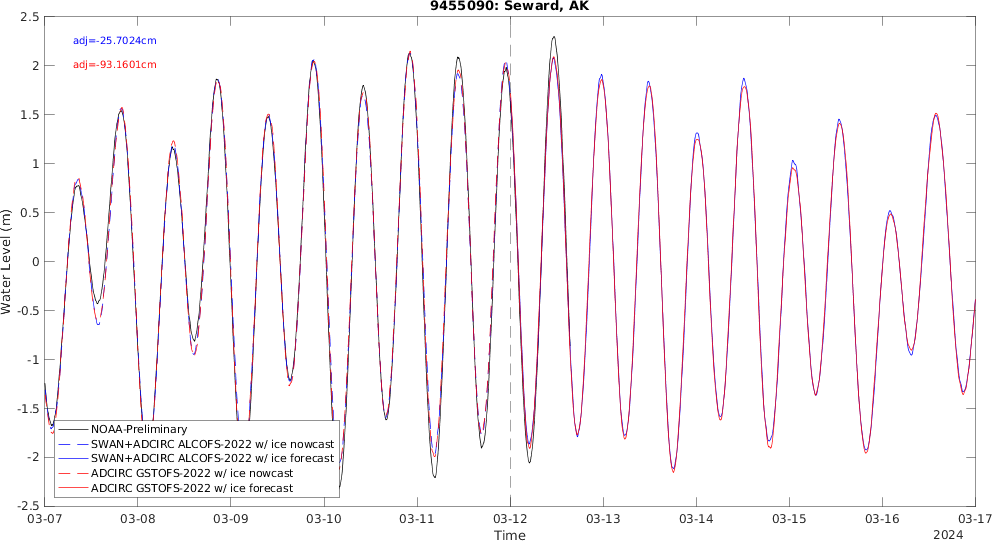 9455090: Seward, AK
adj=-25.7024cm
adj=-93.1601cm
Water Level (m)
2.5
2
1.5
1
0.5
0
-0.5
-1
-1.5
-2
-2.5
NOAA-Preliminary
SWAN+ADCIRC ALCOFS-2022 w/ ice nowcast
SWAN+ADCIRC ALCOFS-2022 w/ ice forecast
ADCIRC GSTOFS-2022 w/ ice nowcast
ADCIRC GSTOFS-2022 w/ ice forecast
03-07 03-08 03-09 03-10 03-11 03-12 03-13 03-14 03-15 03-16 03-17
Time
2024